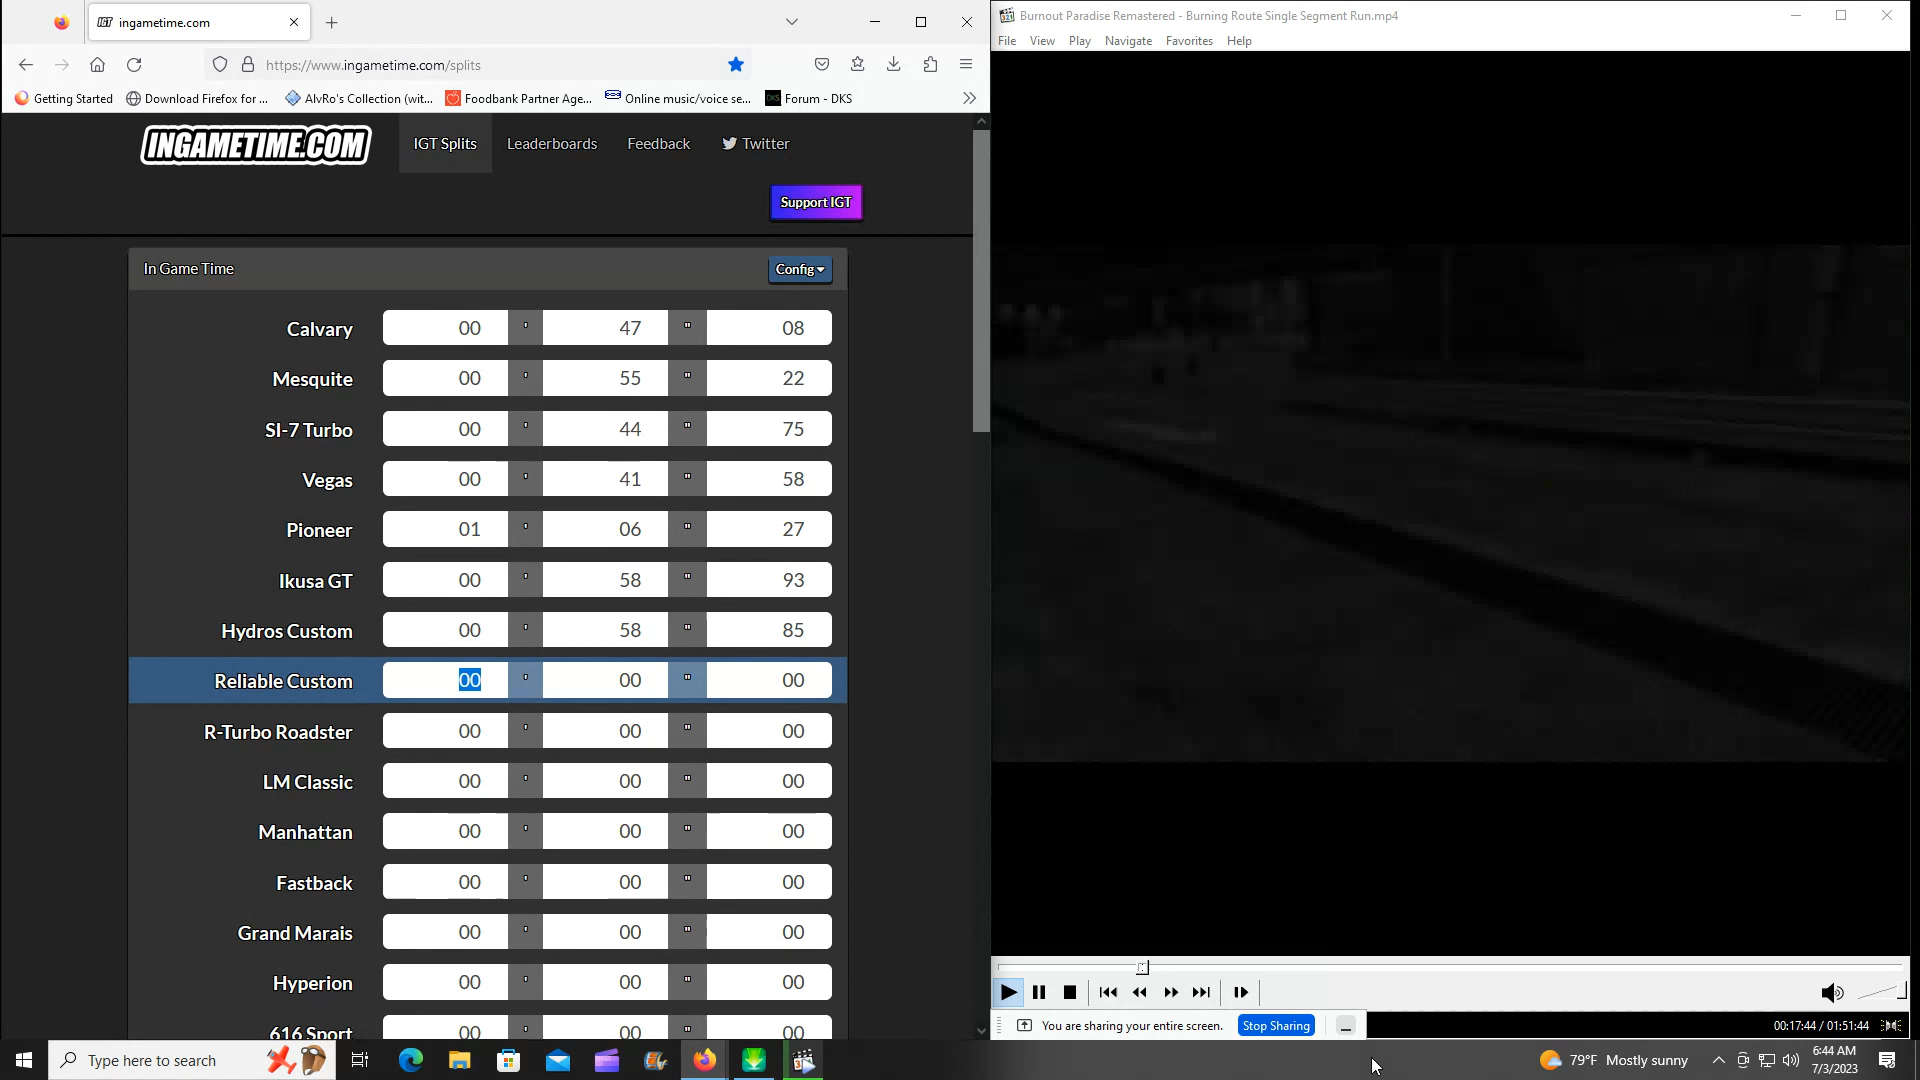 ingametime.com
Burnout Paradise Remastered - Burning Route Single Segment Run.mp4
File View Play Navigate Favorites Help
https://www.ingametime.com/splits
Getting Started Download Firefox for ... AlvRo's Collection (wit... Foodbank Partner Age... Online music/voice se... Forum - DKS
INGAMETIME.COM IGT Splits Leaderboards Feedback Twitter
Support IGT
In Game Time Config
Calvary 00 ' 47 " 08
Mesquite 00 ' 55 " 22
SI-7 Turbo 00 ' 44 " 75
Vegas 00 ' 41 " 58
Pioneer 01 ' 06 " 27
Ikusa GT 00 ' 58 " 93
Hydros Custom 00 ' 58 " 85
Reliable Custom 00 ' 00 " 00
R-Turbo Roadster 00 ' 00 " 00
LM Classic 00 ' 00 " 00
Manhattan 00 ' 00 " 00
Fastback 00 ' 00 " 00
Grand Marais 00 ' 00 " 00
Hyperion 00 ' 00 " 00
616 Sport 00 ' 00 " 00
You are sharing your entire screen. Stop Sharing
00:17:44 / 01:51:44
Type here to search
79°F Mostly sunny
6:44 AM
7/3/2023